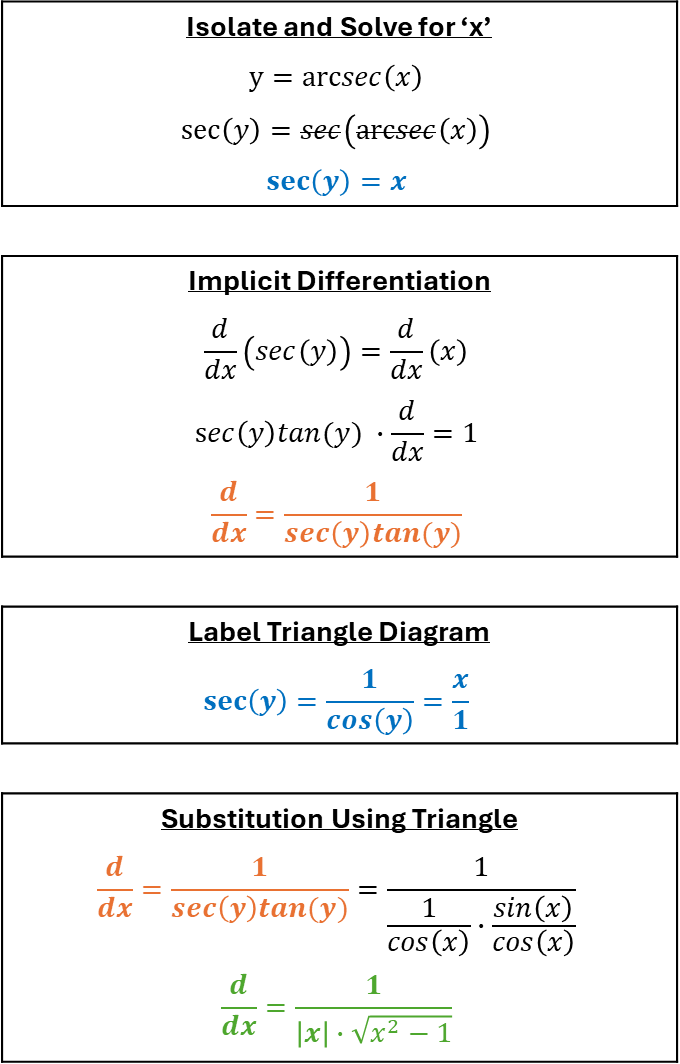 Isolate and Solve for ‘x’
y = arcsec(x)
sec(y) = sec(arcsec(x))
sec(y) = x
Implicit Differentiation
d/dx (sec(y)) = d/dx (x)
sec(y)tan(y) · d/dx = 1
d/dx = 1/(sec(y)tan(y))
Label Triangle Diagram
sec(y) = 1/cos(y) = x/1
Substitution Using Triangle
d/dx = 1/(sec(y)tan(y)) = 1/(1/cos(x) · sin(x)/cos(x))
d/dx = 1/(|x| · √(x² − 1))